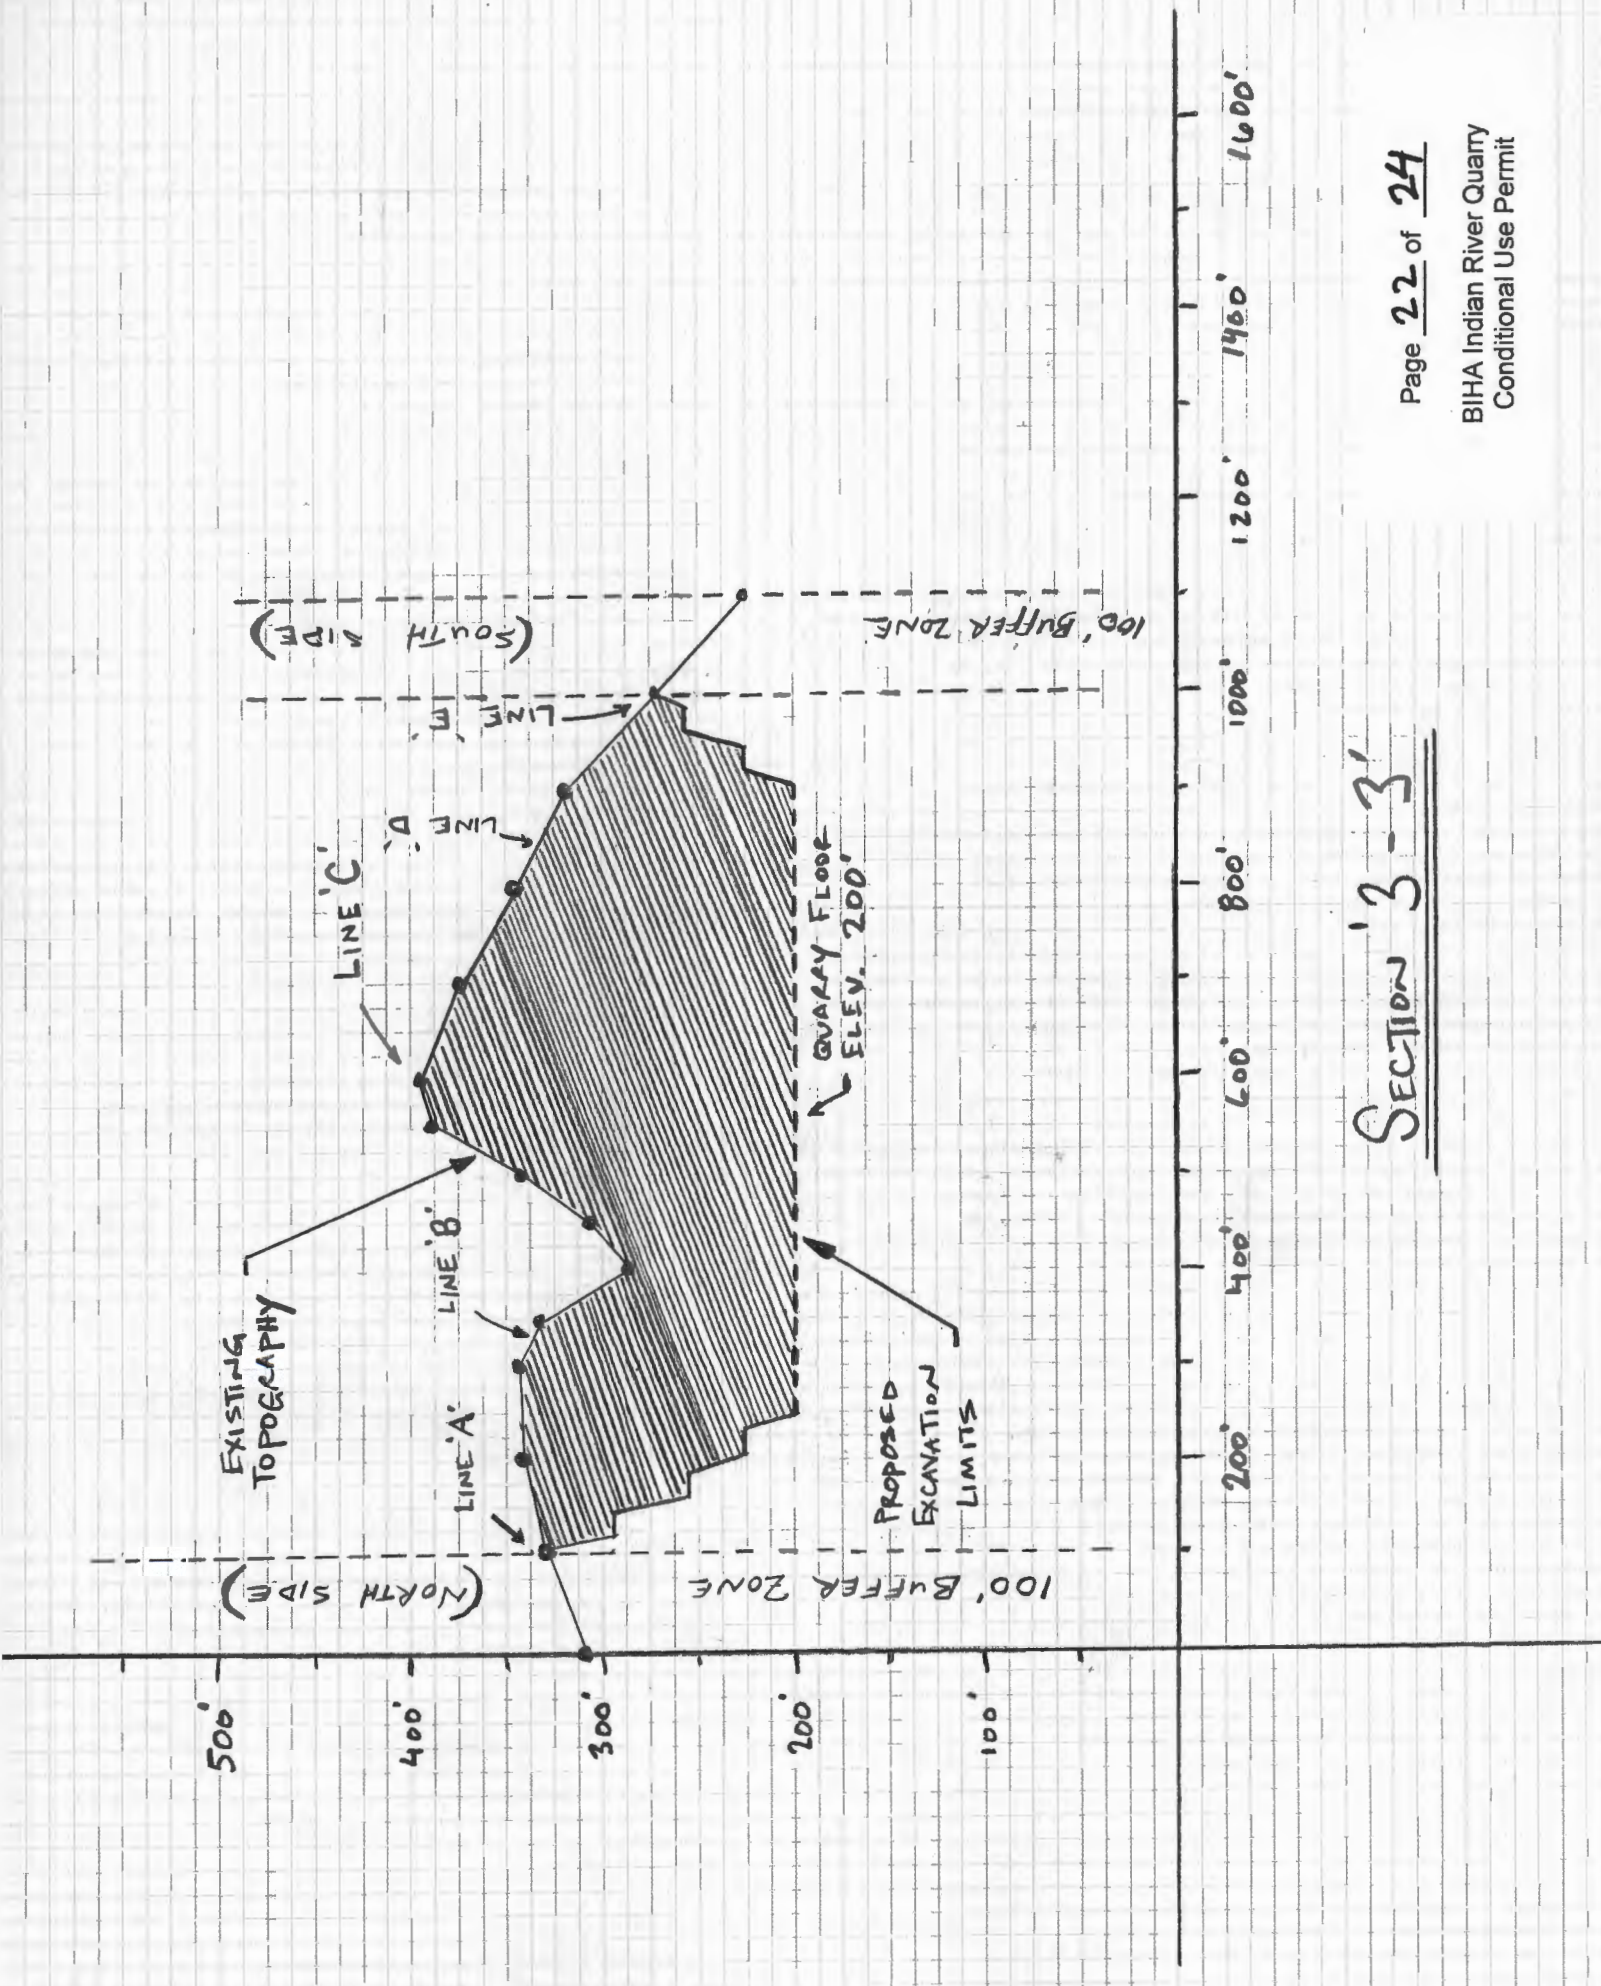 EXISTING
TOPOGRAPHY
LINE 'A'
LINE 'B'
LINE 'C'
LINE 'D'
LINE 'E'
(NORTH SIDE)
100' BUFFER ZONE
(SOUTH SIDE)
100' BUFFER ZONE
500'
400'
300'
200'
100'
PROPOSED
EXCAVATION
LIMITS
QUARRY FLOOR
ELEV. 200'
200'
400'
600'
800'
1000'
1200'
1400'
1600'
SECTION '3-3'
Page 22 of 24
BIHA Indian River Quarry
Conditional Use Permit